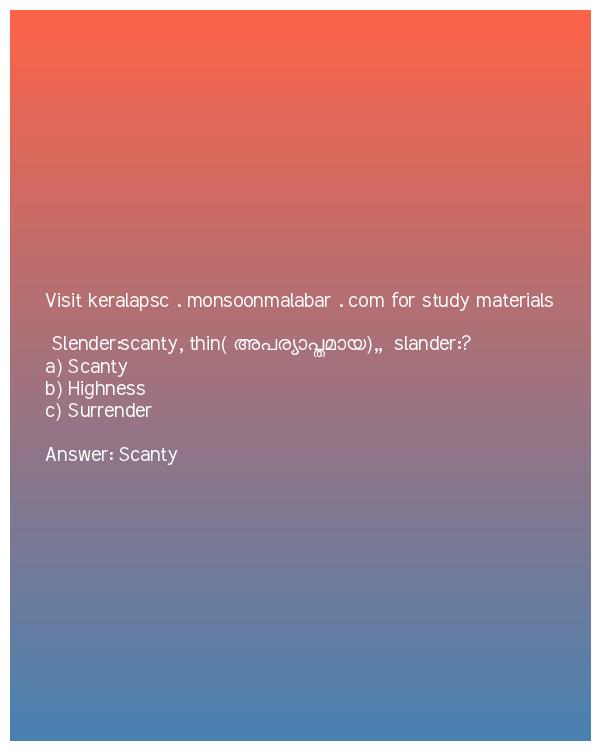 Visit keralapsc . monsoonmalabar . com for study materials
Slender:scanty, thin( അപര്യാപ്തമായ),, slander:?
a) Scanty
b) Highness
c) Surrender
Answer: Scanty